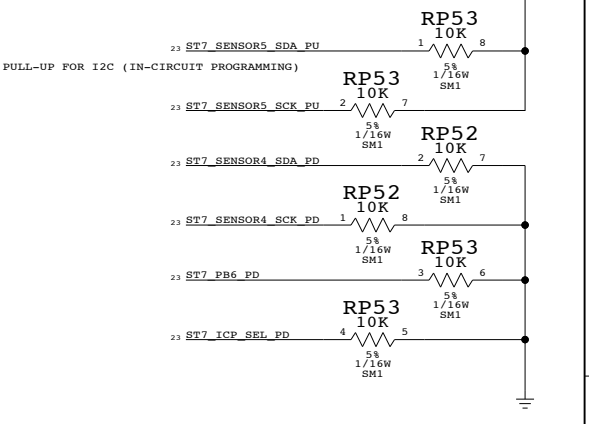 RP53
10K
23 ST7_SENSOR5_SDA_PU 1 8
5%
1/16W
SM1
PULL-UP FOR I2C (IN-CIRCUIT PROGRAMMING)
RP53
10K
23 ST7_SENSOR5_SCK_PU 2 7
5%
1/16W
SM1
RP52
10K
23 ST7_SENSOR4_SDA_PD 2 7
5%
1/16W
SM1
RP52
10K
23 ST7_SENSOR4_SCK_PD 1 8
5%
1/16W
SM1
RP53
10K
23 ST7_PB6_PD 3 6
5%
1/16W
SM1
RP53
10K
23 ST7_ICP_SEL_PD 4 5
5%
1/16W
SM1